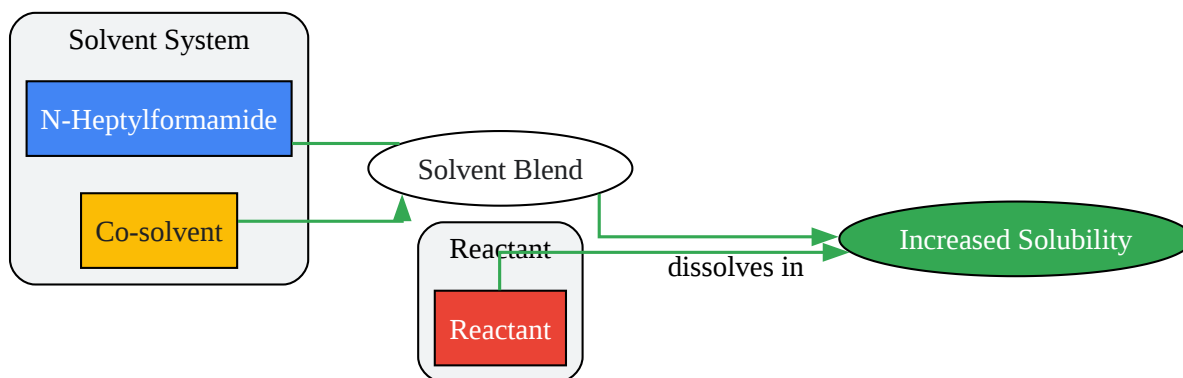 Solvent System
N-Heptylformamide
Co-solvent
Solvent Blend
Reactant
Reactant
dissolves in
Increased Solubility